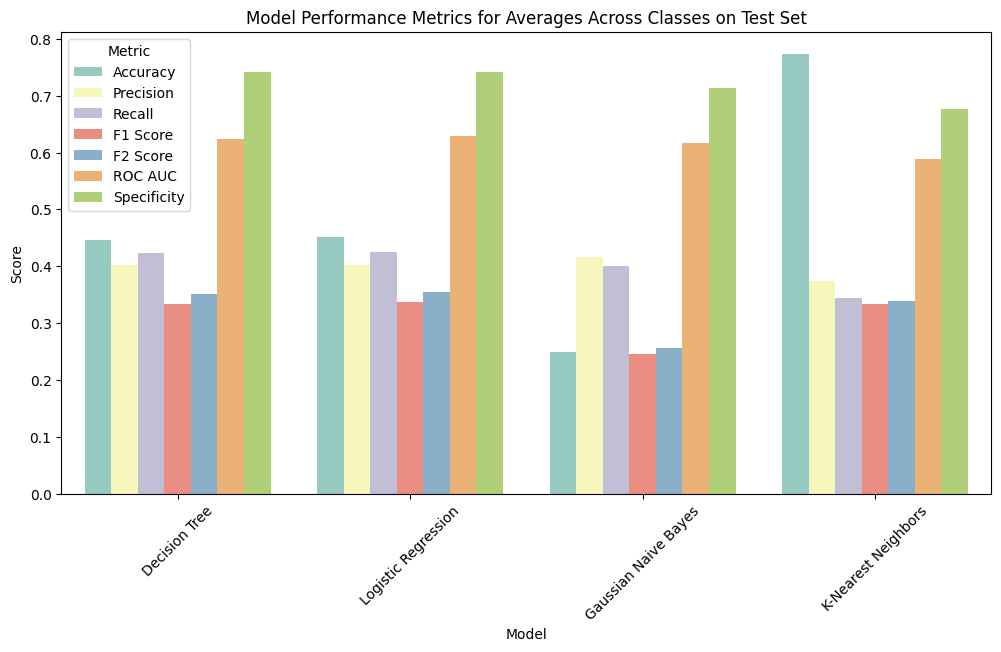 Model Performance Metrics for Averages Across Classes on Test Set
Metric
Accuracy
Precision
Recall
F1 Score
F2 Score
ROC AUC
Specificity
Score
0.8
0.7
0.6
0.5
0.4
0.3
0.2
0.1
0.0
Decision Tree
Logistic Regression
Gaussian Naive Bayes
K-Nearest Neighbors
Model